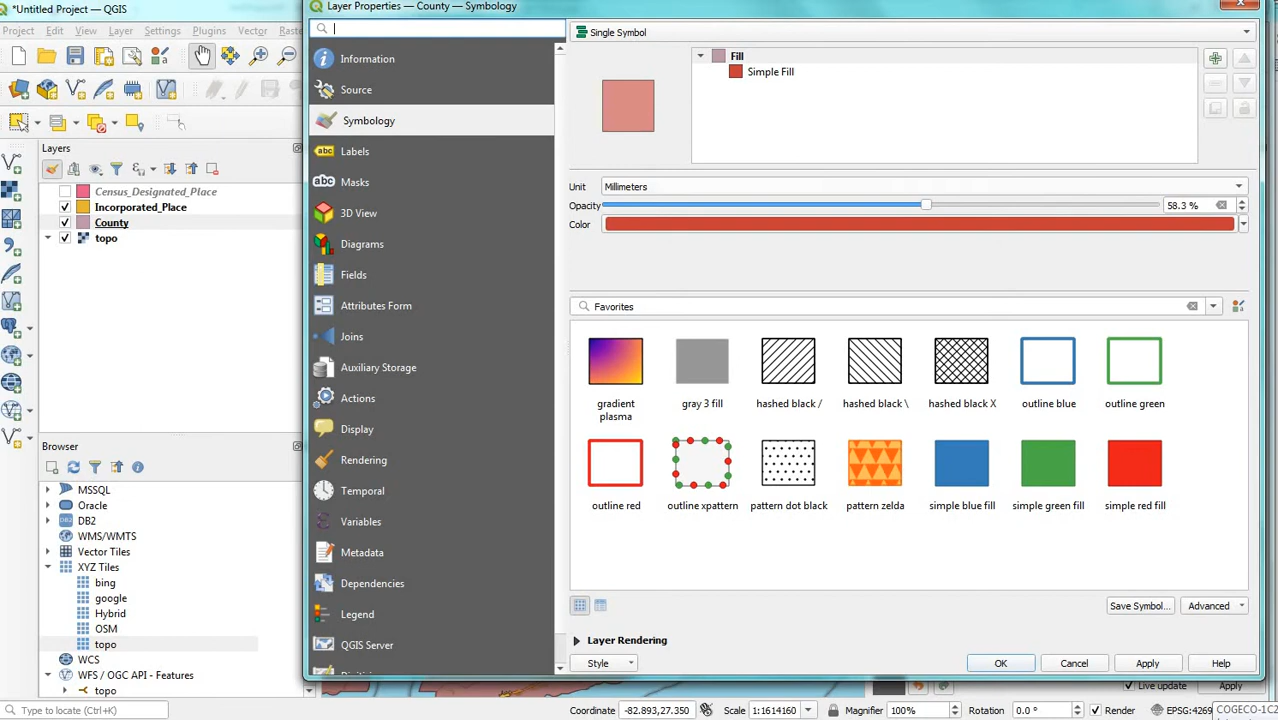 *Untitled Project — QGIS
Project Edit View Layer Settings Plugins Vector
Layers
Census_Designated_Place
Incorporated_Place
County
topo
Browser
MSSQL
Oracle
DB2
WMS/WMTS
Vector Tiles
XYZ Tiles
bing
google
Hybrid
OSM
topo
WCS
WFS / OGC API - Features
topo
Layer Properties — County — Symbology
Information
Source
Symbology
abc Labels
abc Masks
3D View
Diagrams
Fields
Attributes Form
Joins
Auxiliary Storage
Actions
Display
Rendering
Temporal
Variables
Metadata
Dependencies
Legend
QGIS Server
Single Symbol
Fill
Simple Fill
Unit Millimeters
Opacity 58.3 %
Color
Favorites
gradient plasma
gray 3 fill
hashed black /
hashed black \
hashed black X
outline blue
outline green
outline red
outline xpattern
pattern dot black
pattern zelda
simple blue fill
simple green fill
simple red fill
Save Symbol... Advanced
Layer Rendering
Style OK Cancel Apply Help
Live update Apply
Type to locate (Ctrl+K) Coordinate -82.893,27.350 Scale 1:1614160 Magnifier 100% Rotation 0.0 ° Render EPSG:4269 COGECO-1C2